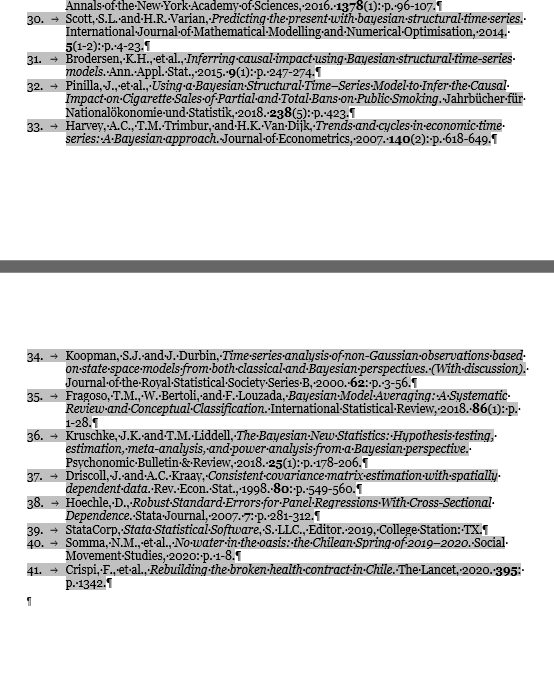 Annals of the New York Academy of Sciences, 2016. 1378(1): p. 96-107.¶
30. → Scott, S.L. and H.R. Varian, Predicting the present with bayesian structural time series.
International Journal of Mathematical Modelling and Numerical Optimisation, 2014.
5(1-2): p. 4-23.¶
31. → Brodersen, K.H., et al., Inferring causal impact using Bayesian structural time-series
models. Ann. Appl. Stat., 2015. 9(1): p. 247-274.¶
32. → Pinilla, J., et al., Using a Bayesian Structural Time–Series Model to Infer the Causal
Impact on Cigarette Sales of Partial and Total Bans on Public Smoking. Jahrbücher für
Nationalökonomie und Statistik, 2018. 238(5): p. 423.¶
33. → Harvey, A.C., T.M. Trimbur, and H.K. Van Dijk, Trends and cycles in economic time
series: A Bayesian approach. Journal of Econometrics, 2007. 140(2): p. 618-649.¶
34. → Koopman, S.J. and J. Durbin, Time series analysis of non-Gaussian observations based
on state space models from both classical and Bayesian perspectives. (With discussion).
Journal of the Royal Statistical Society Series B, 2000. 62: p. 3-56.¶
35. → Fragoso, T.M., W. Bertoli, and F. Louzada, Bayesian Model Averaging: A Systematic
Review and Conceptual Classification. International Statistical Review, 2018. 86(1): p.
1-28.¶
36. → Kruschke, J.K. and T.M. Liddell, The Bayesian New Statistics: Hypothesis testing,
estimation, meta-analysis, and power analysis from a Bayesian perspective.
Psychonomic Bulletin & Review, 2018. 25(1): p. 178-206.¶
37. → Driscoll, J. and A.C. Kraay, Consistent covariance matrix estimation with spatially
dependent data. Rev. Econ. Stat., 1998. 80: p. 549-560.¶
38. → Hoechle, D., Robust Standard Errors for Panel Regressions With Cross-Sectional
Dependence. Stata Journal, 2007. 7: p. 281-312.¶
39. → StataCorp, Stata Statistical Software, S. LLC., Editor. 2019, College Station: TX.¶
40. → Somma, N.M., et al., No water in the oasis: the Chilean Spring of 2019–2020. Social
Movement Studies, 2020: p. 1-8.¶
41. → Crispi, F., et al., Rebuilding the broken health contract in Chile. The Lancet, 2020. 395:
p. 1342.¶
¶